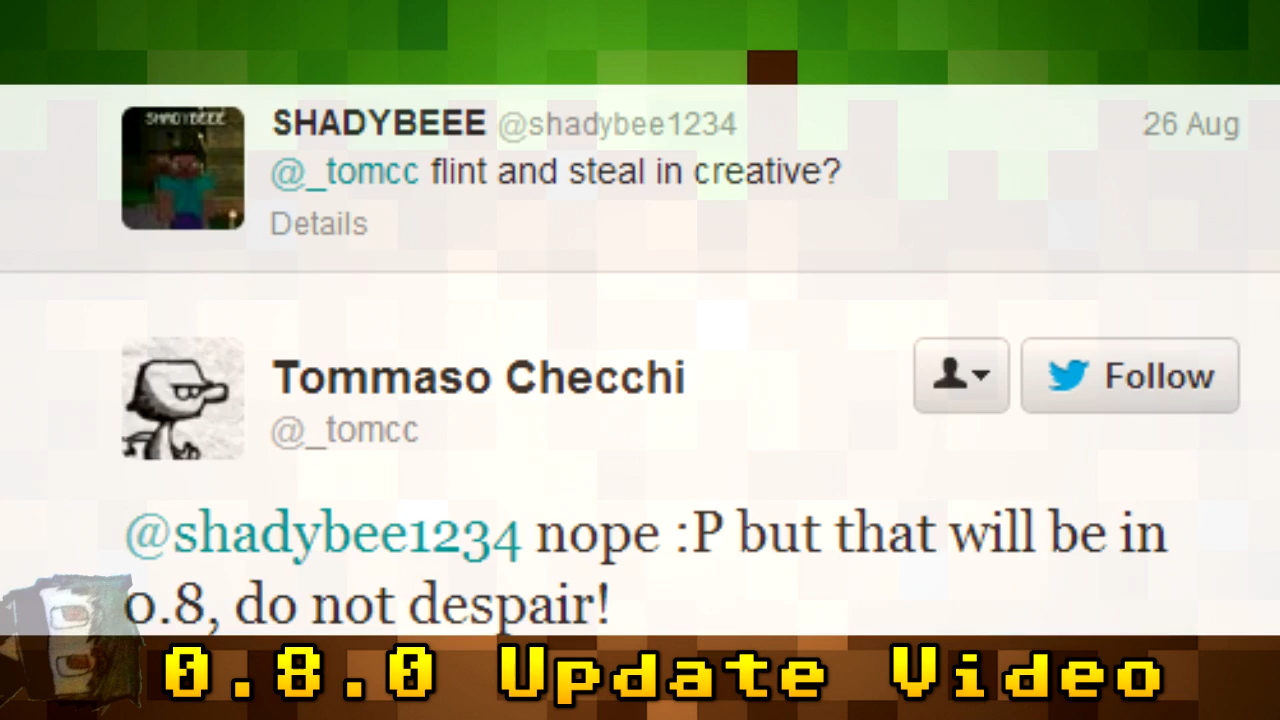 SHADYBEEE
SHADYBEEE @shadybee1234 26 Aug
@_tomcc flint and steal in creative?
Details
Tommaso Checchi
Follow
@_tomcc
@shadybee1234 nope :P but that will be in
0.8, do not despair!
0.8.0 Update Video